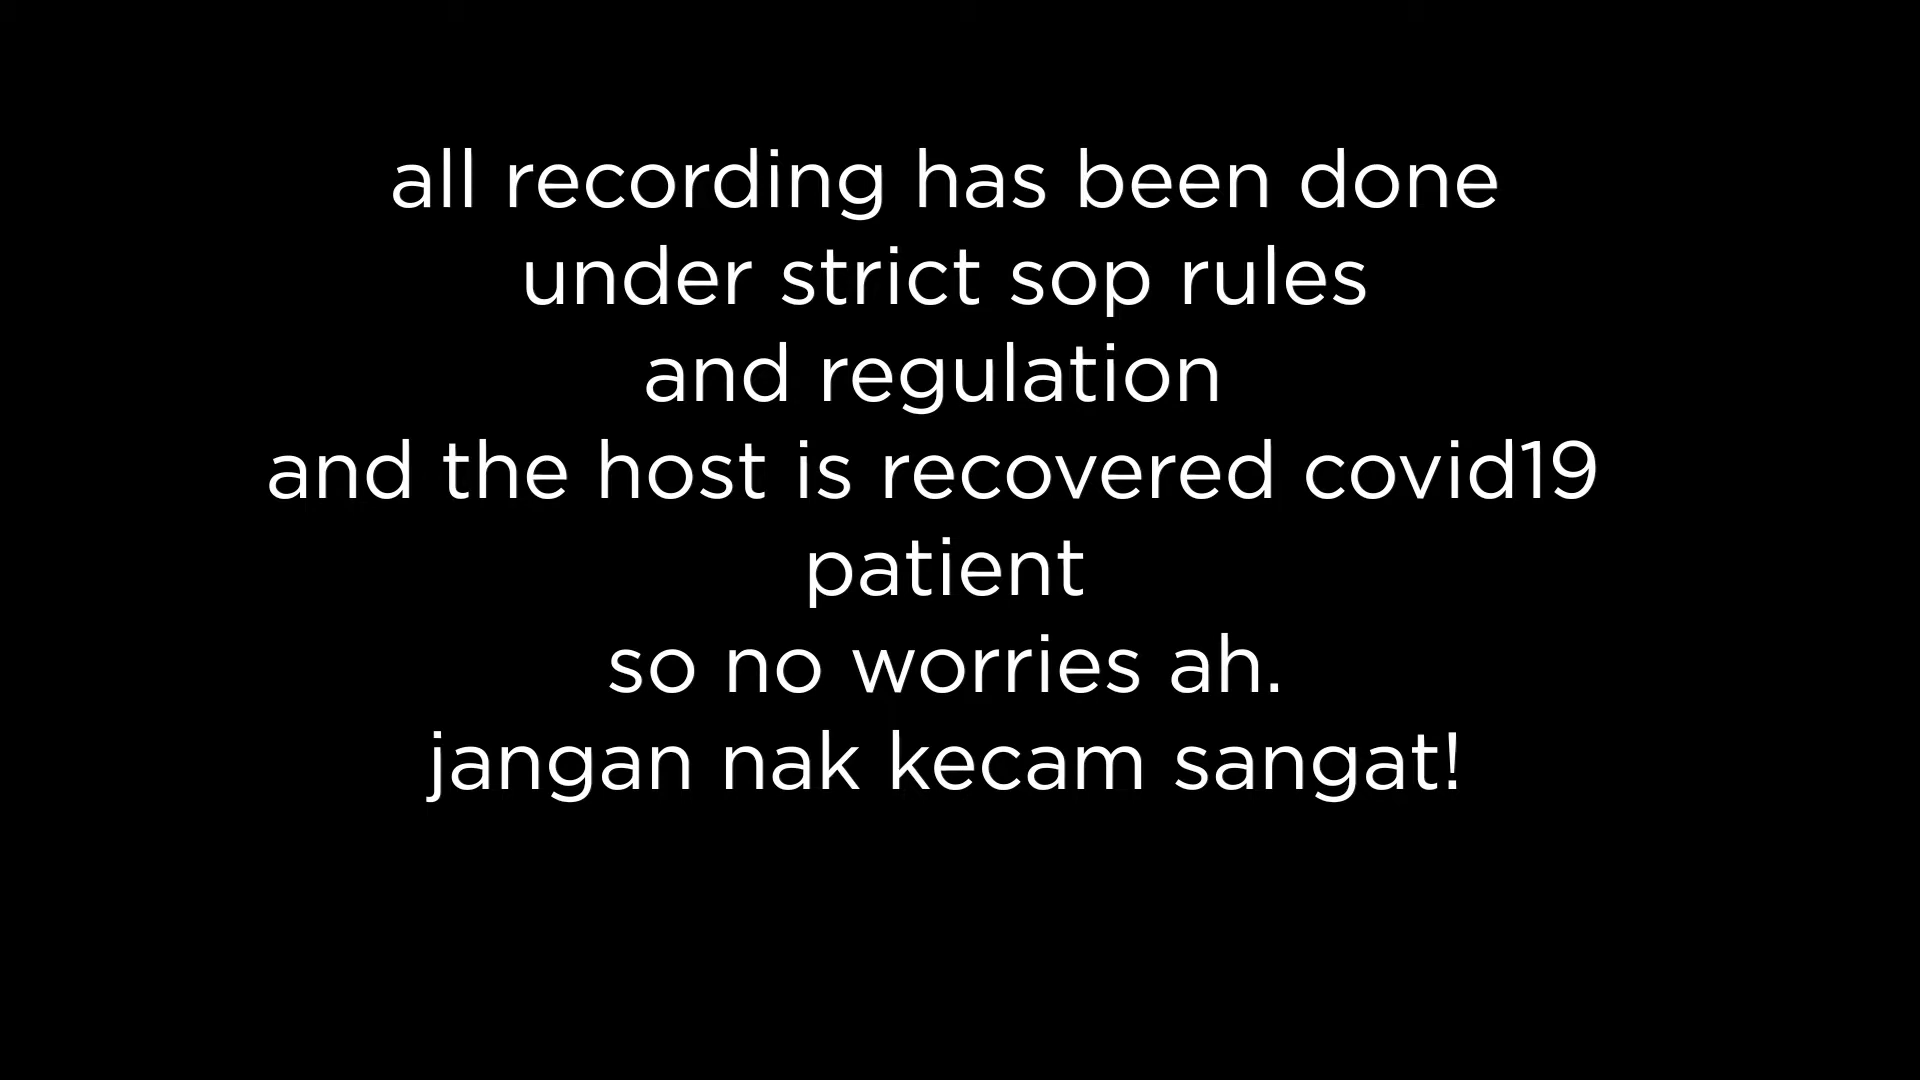 all recording has been done
under strict sop rules
and regulation
and the host is recovered covid19
patient
so no worries ah.
jangan nak kecam sangat!